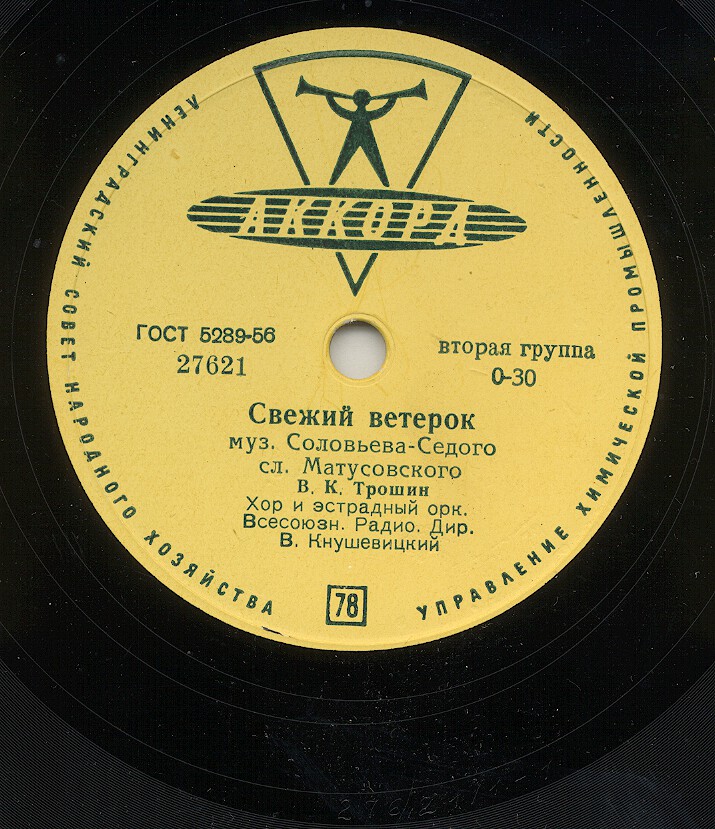 ЛЕНИНГРАДСКИЙ СОВЕТ НАРОДНОГО ХОЗЯЙСТВА
УПРАВЛЕНИЕ ХИМИЧЕСКОЙ ПРОМЫШЛЕННОСТИ
АККОРД
ГОСТ 5289-56
27621
вторая группа
0-30
Свежий ветерок
муз. Соловьева-Седого
сл. Матусовского
В. К. Трошин
Хор и эстрадный орк.
Всесоюзн. Радио. Дир.
В. Кнушевицкий
78